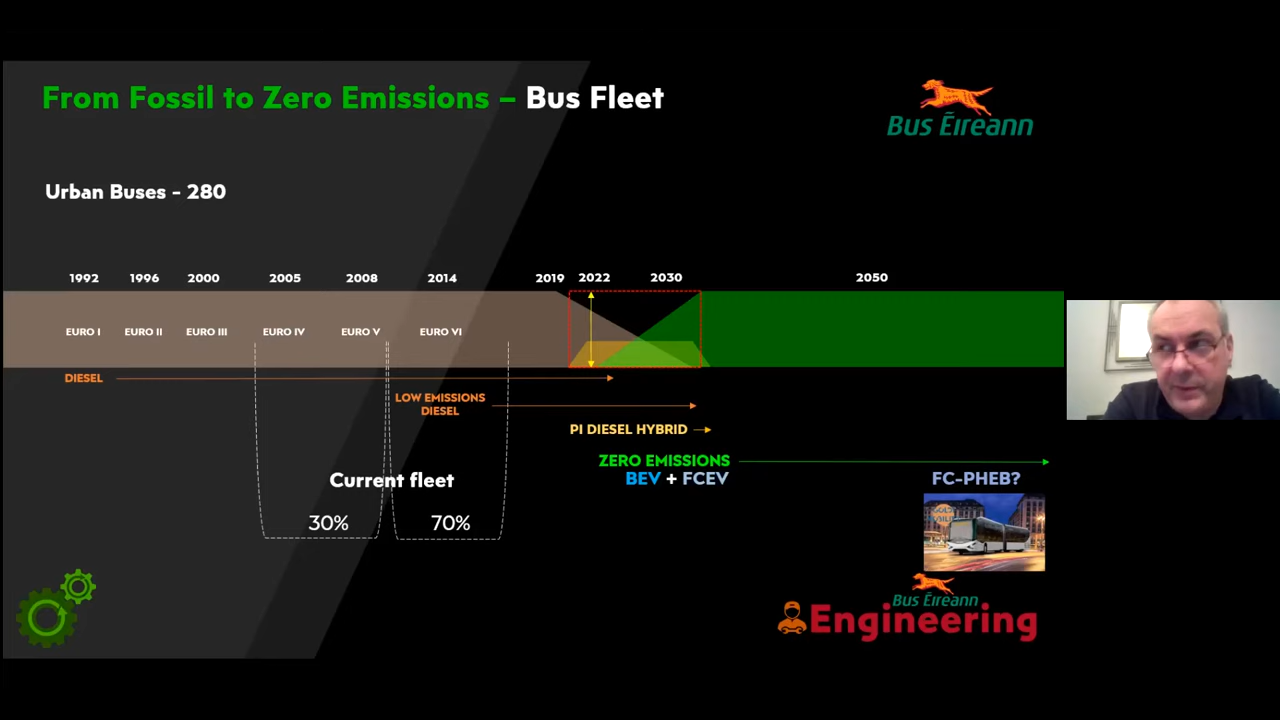 From Fossil to Zero Emissions – Bus Fleet
Bus Éireann
Urban Buses - 280
1992 1996 2000 2005 2008 2014 2019 2022 2030 2050
EURO I EURO II EURO III EURO IV EURO V EURO VI
DIESEL
LOW EMISSIONS
DIESEL
PI DIESEL HYBRID
ZERO EMISSIONS
BEV + FCEV
FC-PHEB?
Current fleet
30% 70%
Bus Éireann
Engineering